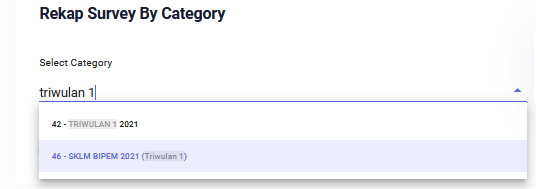 Rekap Survey By Category
Select Category
triwulan 1
42 - TRIWULAN 1 2021
46 - SKLM BIPEM 2021 (Triwulan 1)